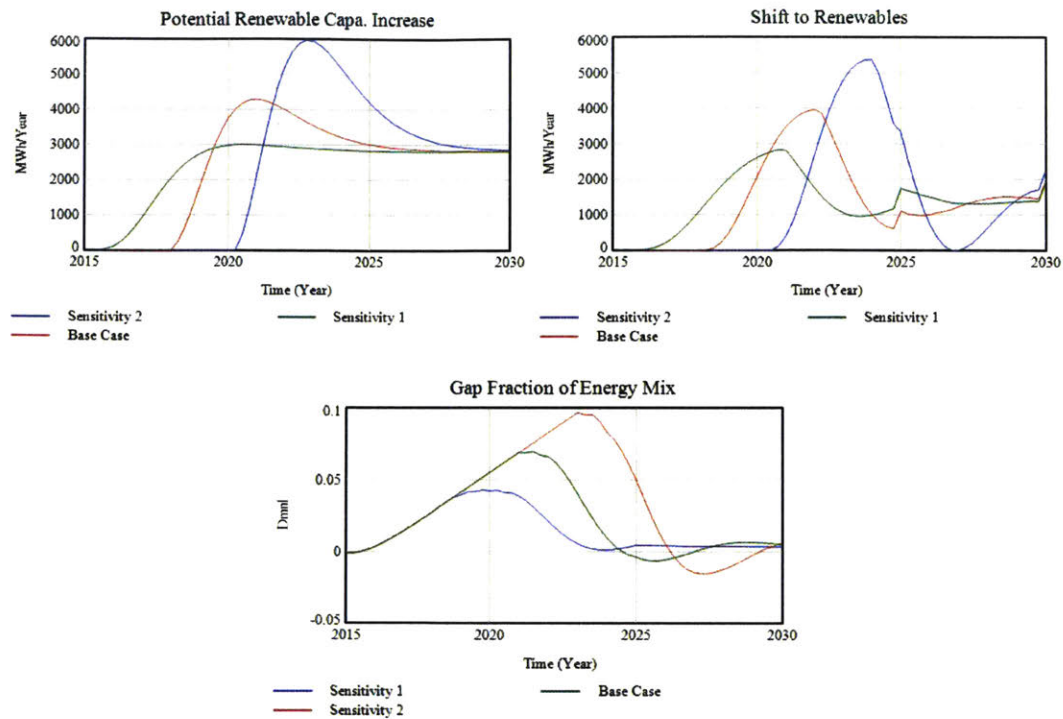 Potential Renewable Capa. Increase
6000
5000
4000
3000
2000
1000
0
MWh/Year
2015
2020
2025
2030
Time (Year)
Sensitivity 2
Sensitivity 1
Base Case
Shift to Renewables
6000
5000
4000
3000
2000
1000
0
MWh/Year
2015
2020
2025
2030
Time (Year)
Sensitivity 2
Sensitivity 1
Base Case
Gap Fraction of Energy Mix
0.1
0.05
0
-0.05
Dmnl
2015
2020
2025
2030
Time (Year)
Sensitivity 1
Base Case
Sensitivity 2